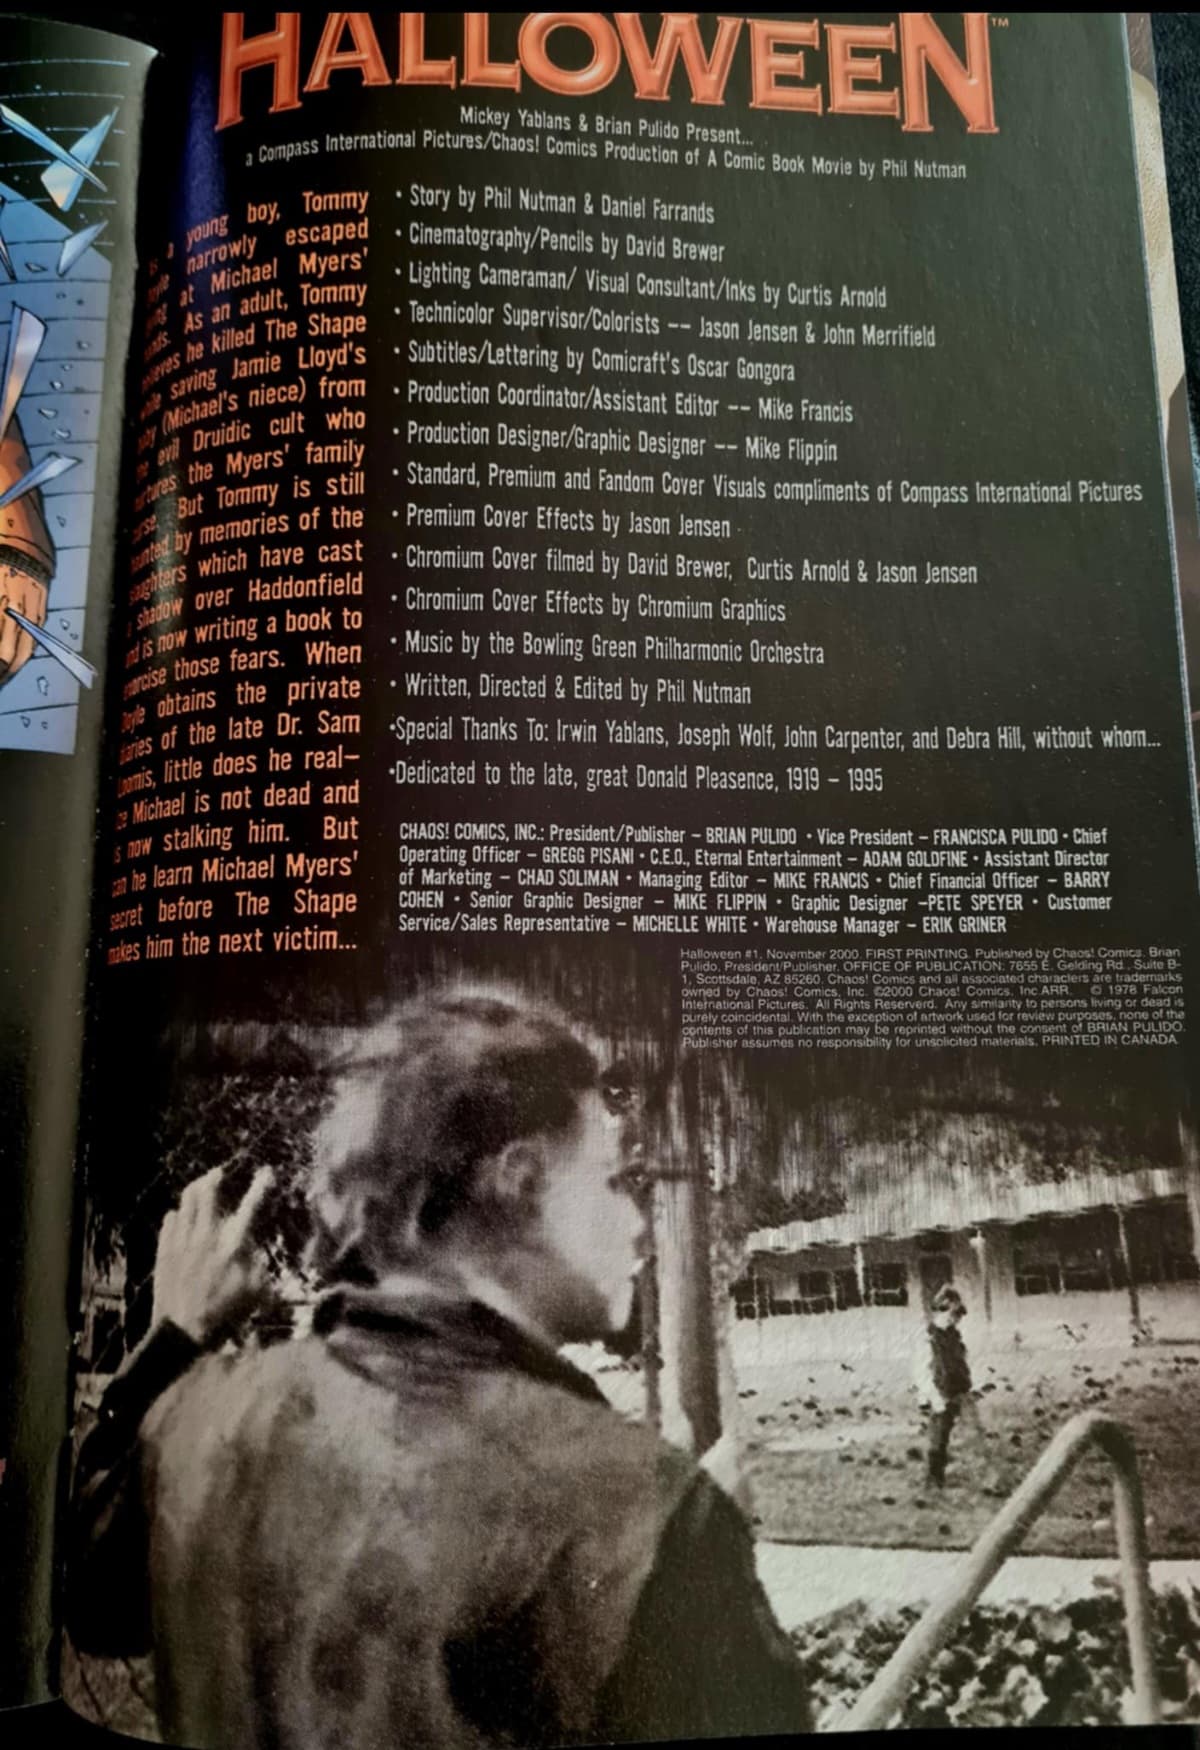 HALLOWEEN™
Mickey Yablans & Brian Pulido Present...
a Compass International Pictures/Chaos! Comics Production of A Comic Book Movie by Phil Nutman
a young boy, Tommy
narrowly escaped
at Michael Myers'
As an adult, Tommy
he killed The Shape
saving Jamie Lloyd's
(Michael's niece) from
evil Druidic cult who
the Myers' family
But Tommy is still
by memories of the
which have cast
shadow over Haddonfield
is now writing a book to
those fears. When
obtains the private
of the late Dr. Sam
little does he real-
Michael is not dead and
now stalking him. But
he learn Michael Myers'
secret before The Shape
makes him the next victim...
• Story by Phil Nutman & Daniel Farrands
• Cinematography/Pencils by David Brewer
• Lighting Cameraman/ Visual Consultant/Inks by Curtis Arnold
• Technicolor Supervisor/Colorists -- Jason Jensen & John Merrifield
• Subtitles/Lettering by Comicraft's Oscar Gongora
• Production Coordinator/Assistant Editor -- Mike Francis
• Production Designer/Graphic Designer -- Mike Flippin
• Standard, Premium and Fandom Cover Visuals compliments of Compass International Pictures
• Premium Cover Effects by Jason Jensen
• Chromium Cover filmed by David Brewer, Curtis Arnold & Jason Jensen
• Chromium Cover Effects by Chromium Graphics
• Music by the Bowling Green Philharmonic Orchestra
• Written, Directed & Edited by Phil Nutman
•Special Thanks To: Irwin Yablans, Joseph Wolf, John Carpenter, and Debra Hill, without whom...
•Dedicated to the late, great Donald Pleasence, 1919 – 1995
CHAOS! COMICS, INC.: President/Publisher – BRIAN PULIDO • Vice President – FRANCISCA PULIDO • Chief
Operating Officer – GREGG PISANI • C.E.O., Eternal Entertainment – ADAM GOLDFINE • Assistant Director
of Marketing – CHAD SOLIMAN • Managing Editor – MIKE FRANCIS • Chief Financial Officer – BARRY
COHEN • Senior Graphic Designer – MIKE FLIPPIN • Graphic Designer –PETE SPEYER • Customer
Service/Sales Representative – MICHELLE WHITE • Warehouse Manager – ERIK GRINER
Halloween #1. November 2000. FIRST PRINTING. Published by Chaos! Comics. Brian
Pulido, President/Publisher. OFFICE OF PUBLICATION: 7655 E. Gelding Rd., Suite B-
1, Scottsdale, AZ 85260. Chaos! Comics and all associated characters are trademarks
owned by Chaos! Comics, Inc. ©2000 Chaos! Comics, Inc ARR. © 1978 Falcon
International Pictures. All Rights Reserverd. Any similarity to persons living or dead is
purely coincidental. With the exception of artwork used for review purposes, none of the
contents of this publication may be reprinted without the consent of BRIAN PULIDO.
Publisher assumes no responsibility for unsolicited materials. PRINTED IN CANADA